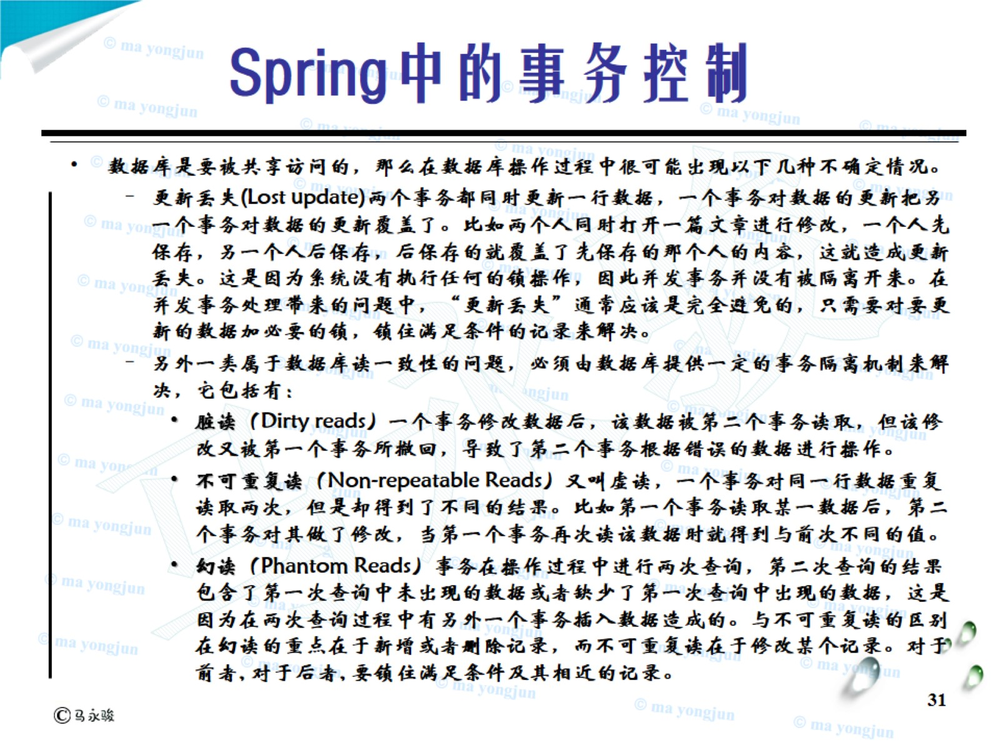 Spring中的事务控制
• 数据库是要被共享访问的，那么在数据库操作过程中很可能出现以下几种不确定情况。
– 更新丢失(Lost update)两个事务都同时更新一行数据，一个事务对数据的更新把另
一个事务对数据的更新覆盖了。比如两个人同时打开一篇文章进行修改，一个人先
保存，另一个人后保存，后保存的就覆盖了先保存的那个人的内容，这就造成更新
丢失。这是因为系统没有执行任何的锁操作，因此并发事务并没有被隔离开来。在
并发事务处理带来的问题中，“更新丢失”通常应该是完全避免的，只需要对要更
新的数据加必要的锁，锁住满足条件的记录来解决。
– 另外一类属于数据库读一致性的问题，必须由数据库提供一定的事务隔离机制来解
决，它包括有：
• 脏读（Dirty reads）一个事务修改数据后，该数据被第二个事务读取，但该修
改又被第一个事务所撤回，导致了第二个事务根据错误的数据进行操作。
• 不可重复读（Non-repeatable Reads）又叫虚读，一个事务对同一行数据重复
读取两次，但是却得到了不同的结果。比如第一个事务读取某一数据后，第二
个事务对其做了修改，当第一个事务再次读该数据时就得到与前次不同的值。
• 幻读（Phantom Reads）事务在操作过程中进行两次查询，第二次查询的结果
包含了第一次查询中未出现的数据或者缺少了第一次查询中出现的数据，这是
因为在两次查询过程中有另外一个事务插入数据造成的。与不可重复读的区别
在幻读的重点在于新增或者删除记录，而不可重复读在于修改某个记录。对于
前者,对于后者,要锁住满足条件及其相近的记录。
31
©马永骏
© ma yongjun